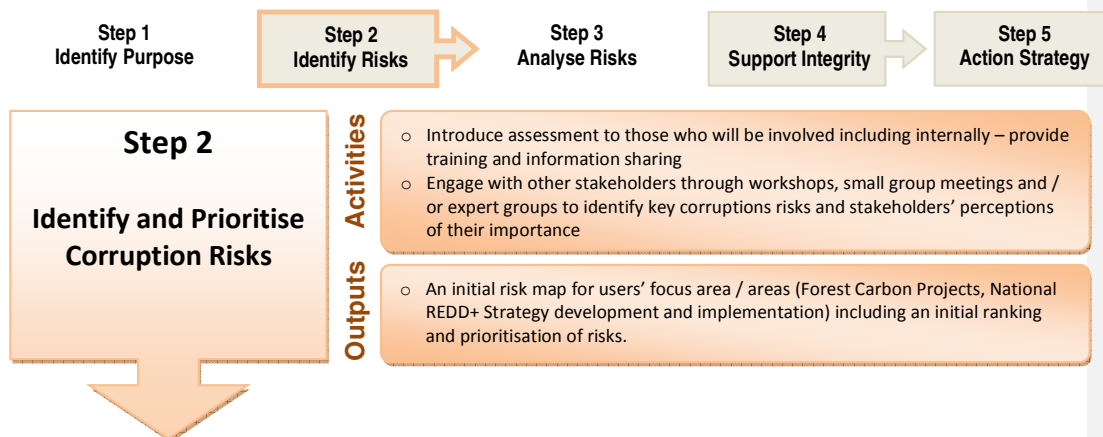 Step 1
Identify Purpose
Step 2
Identify Risks
Step 3
Analyse Risks
Step 4
Support Integrity
Step 5
Action Strategy
Step 2
Identify and Prioritise
Corruption Risks
Activities
o Introduce assessment to those who will be involved including internally – provide
training and information sharing
o Engage with other stakeholders through workshops, small group meetings and /
or expert groups to identify key corruptions risks and stakeholders’ perceptions
of their importance
Outputs
o An initial risk map for users’ focus area / areas (Forest Carbon Projects, National
REDD+ Strategy development and implementation) including an initial ranking
and prioritisation of risks.